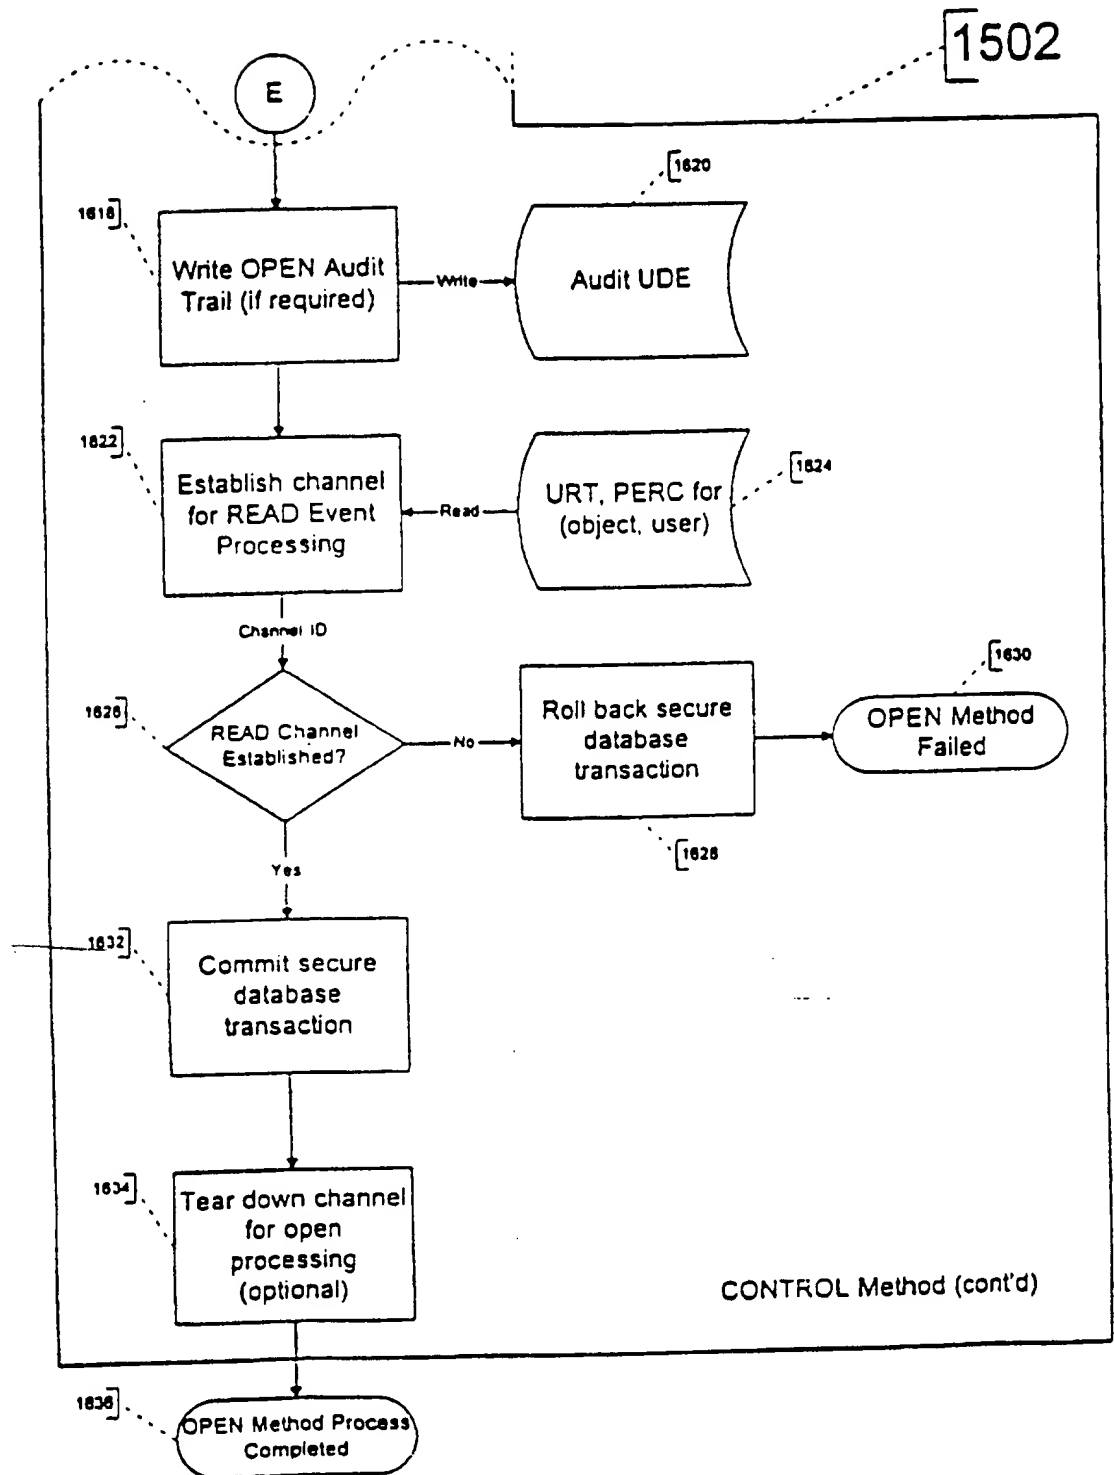 1502
E
1620
1618
Write OPEN Audit
Trail (if required)
Write
Audit UDE
1622
Establish channel
for READ Event
Processing
Read
URT, PERC for
(object, user)
1624
Channel ID
1626
READ Channel
Established?
No
Roll back secure
database
transaction
1628
1630
OPEN Method
Failed
Yes
1632
Commit secure
database
transaction
1634
Tear down channel
for open
processing
(optional)
CONTROL Method (cont'd)
1636
OPEN Method Process
Completed